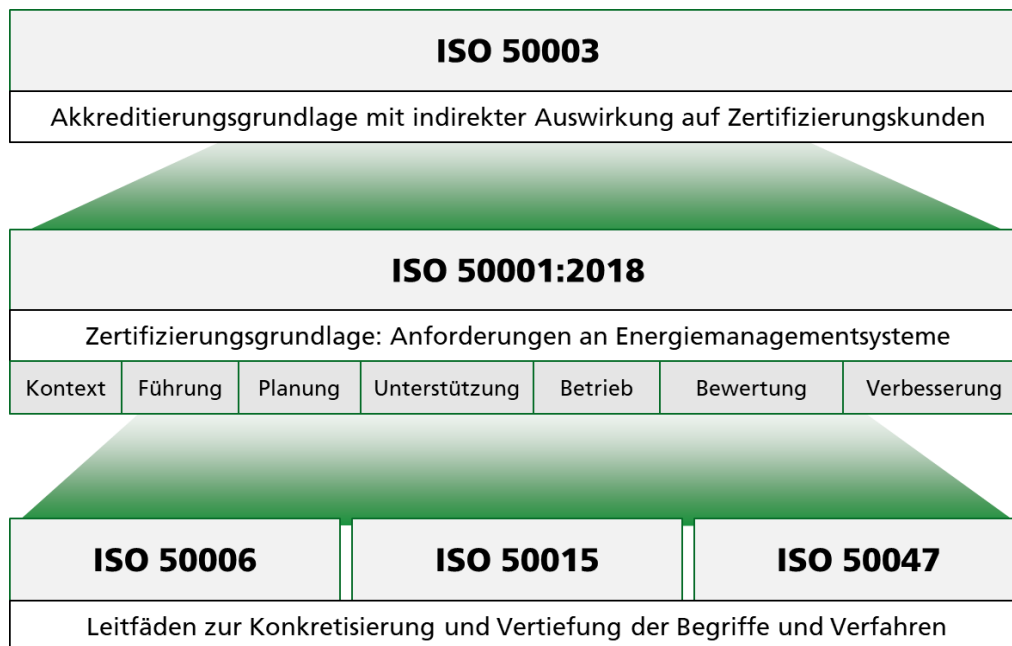 ISO 50003
Akkreditierungsgrundlage mit indirekter Auswirkung auf Zertifizierungskunden
ISO 50001:2018
Zertifizierungsgrundlage: Anforderungen an Energiemanagementsysteme
Kontext Führung Planung Unterstützung Betrieb Bewertung Verbesserung
ISO 50006 ISO 50015 ISO 50047
Leitfäden zur Konkretisierung und Vertiefung der Begriffe und Verfahren